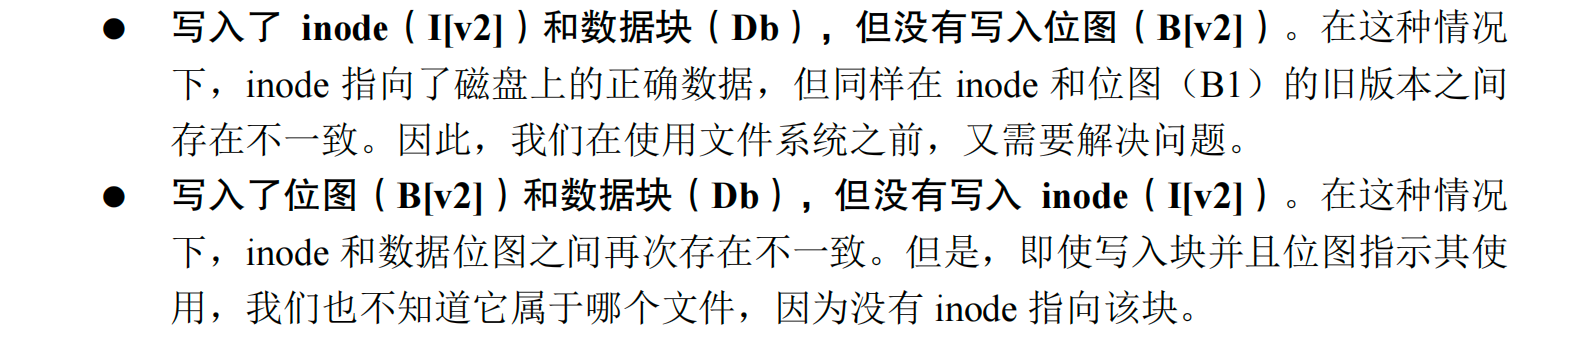 ● 写入了 inode（I[v2]）和数据块（Db），但没有写入位图（B[v2]）。在这种情况
下，inode 指向了磁盘上的正确数据，但同样在 inode 和位图（B1）的旧版本之间
存在不一致。因此，我们在使用文件系统之前，又需要解决问题。
● 写入了位图（B[v2]）和数据块（Db），但没有写入 inode（I[v2]）。在这种情况
下，inode 和数据位图之间再次存在不一致。但是，即使写入块并且位图指示其使
用，我们也不知道它属于哪个文件，因为没有 inode 指向该块。